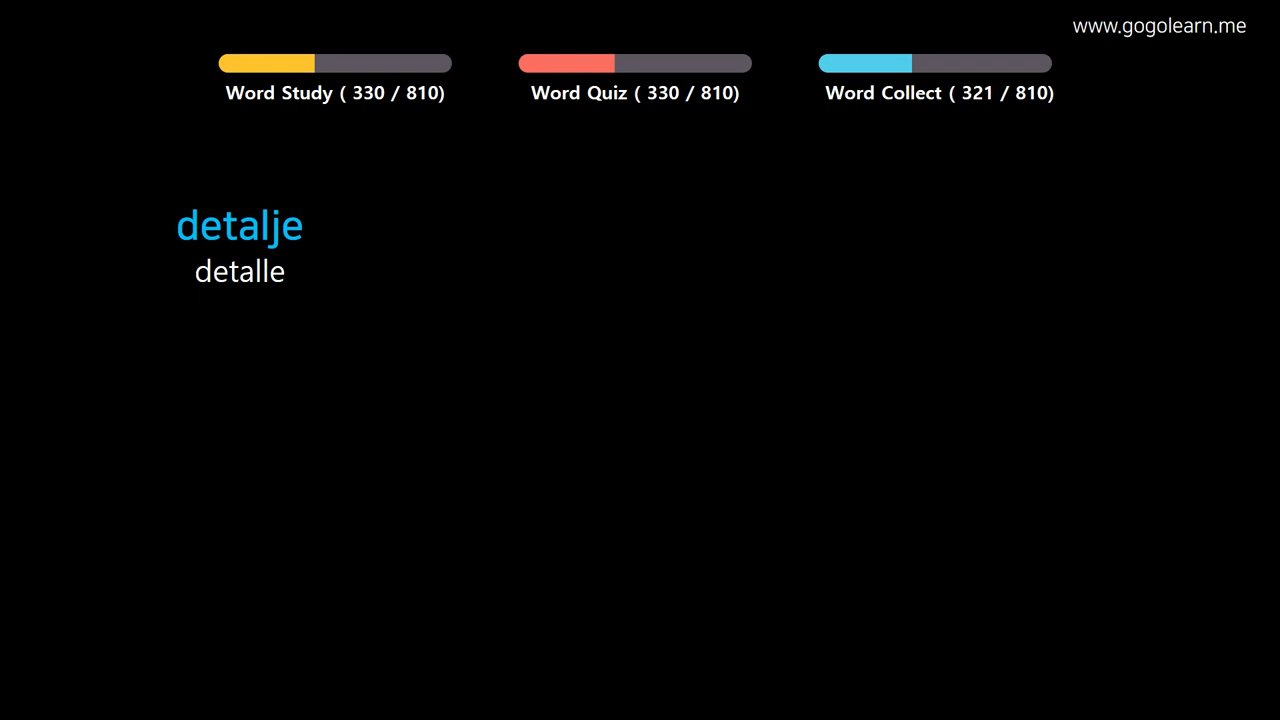 www.gogolearn.me
Word Study ( 330 / 810)
Word Quiz ( 330 / 810)
Word Collect ( 321 / 810)
detalje
detalle